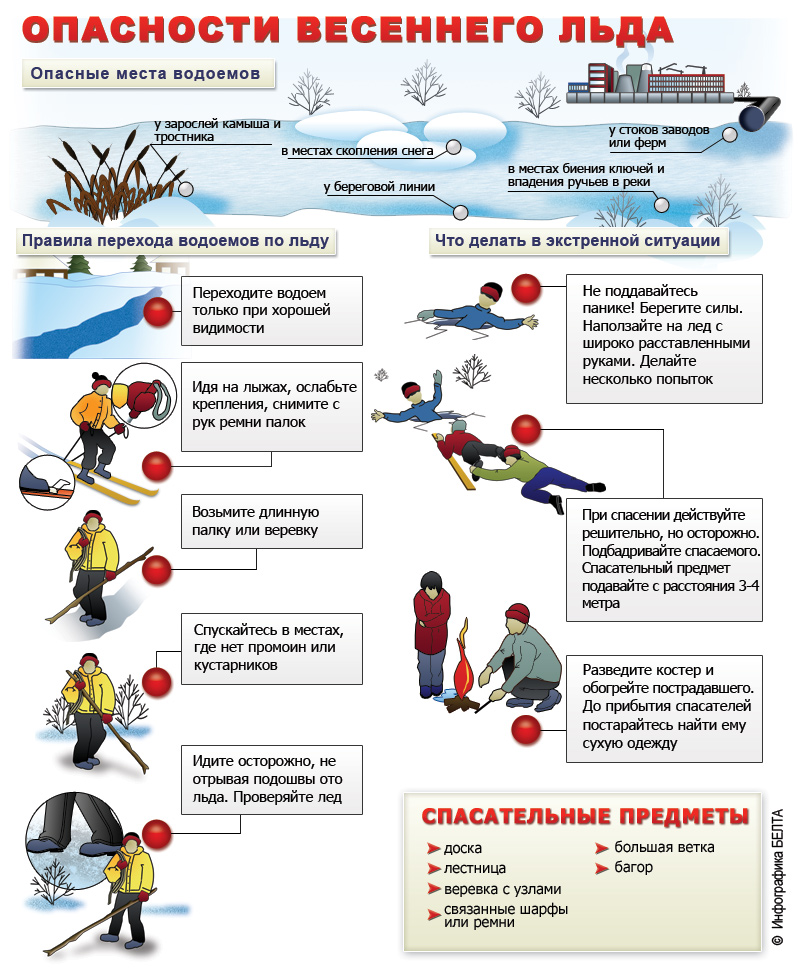 ОПАСНОСТИ ВЕСЕННЕГО ЛЬДА
Опасные места водоемов
у зарослей камыша и
тростника
в местах скопления снега
у береговой линии
у стоков заводов
или ферм
в местах биения ключей и
впадения ручьев в реки
Правила перехода водоемов по льду
Переходите водоем
только при хорошей
видимости
Идя на лыжах, ослабьте
крепления, снимите с
рук ремни палок
Возьмите длинную
палку или веревку
Спускайтесь в местах,
где нет промоин или
кустарников
Идите осторожно, не
отрывая подошвы ото
льда. Проверяйте лед
Что делать в экстренной ситуации
Не поддавайтесь
панике! Берегите силы.
Наползайте на лед с
широко расставленными
руками. Делайте
несколько попыток
При спасении действуйте
решительно, но осторожно.
Подбадривайте спасаемого.
Спасательный предмет
подавайте с расстояния 3-4
метра
Разведите костер и
обогрейте пострадавшего.
До прибытия спасателей
постарайтесь найти ему
сухую одежду
СПАСАТЕЛЬНЫЕ ПРЕДМЕТЫ
доска
лестница
веревка с узлами
связанные шарфы
или ремни
большая ветка
багор
© Инфографика БЕЛТА